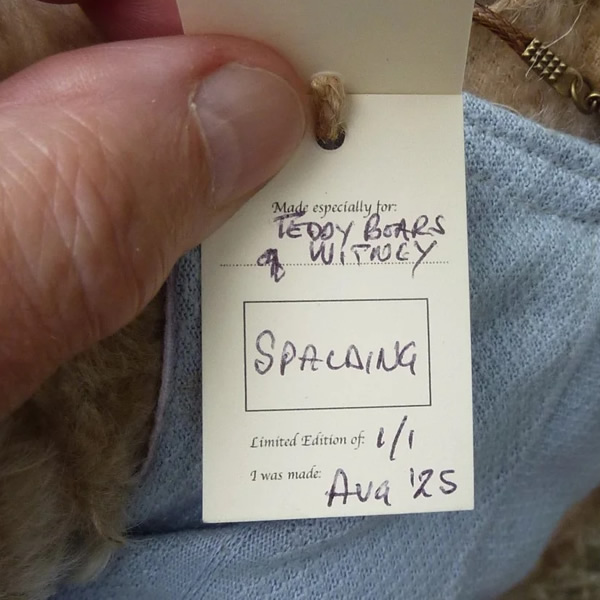 Made especially for:
TEDDY BEARS
of WITNEY
SPALDING
Limited Edition of: 1/1
I was made: Aug '25